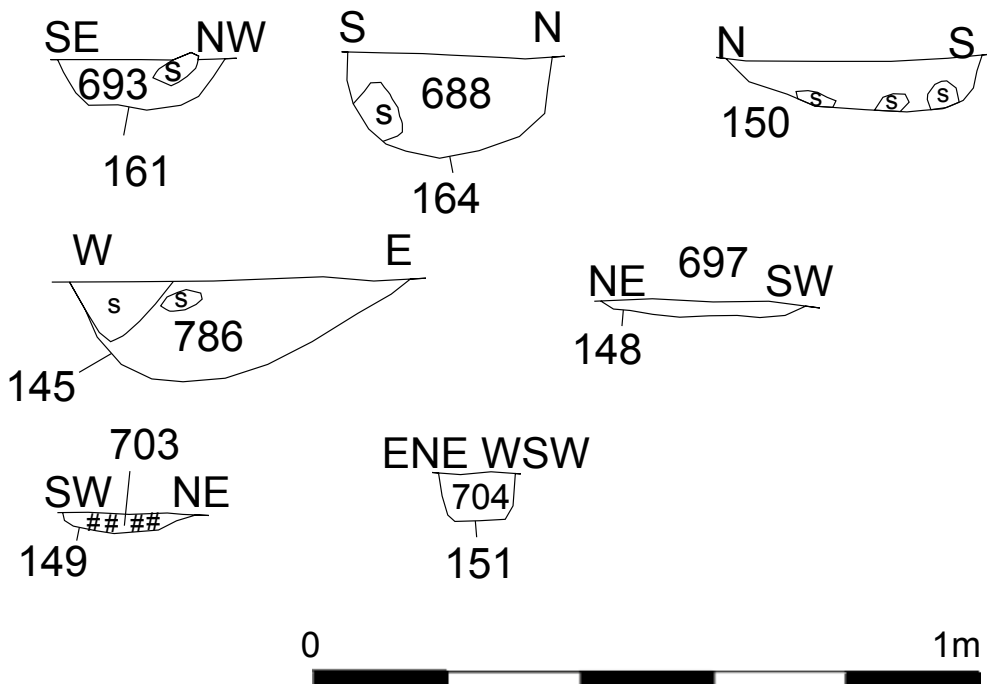 SE NW
S N
N S
693 s
s 688
s s s
161
164
150
W E
s s
786
145
697
NE SW
148
703
SW NE
## ##
149
ENE WSW
704
151
0 1m